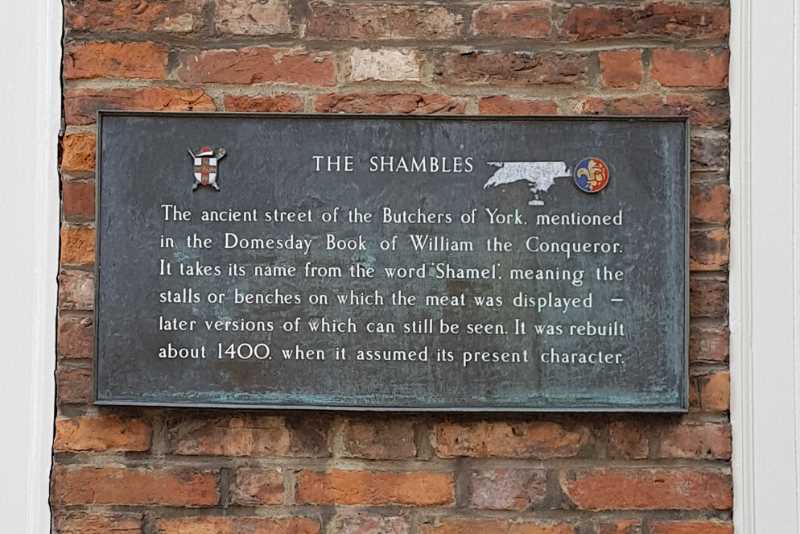 THE SHAMBLES
The ancient street of the Butchers of York, mentioned
in the Domesday Book of William the Conqueror.
It takes its name from the word 'Shamel', meaning the
stalls or benches on which the meat was displayed –
later versions of which can still be seen. It was rebuilt
about 1400, when it assumed its present character.